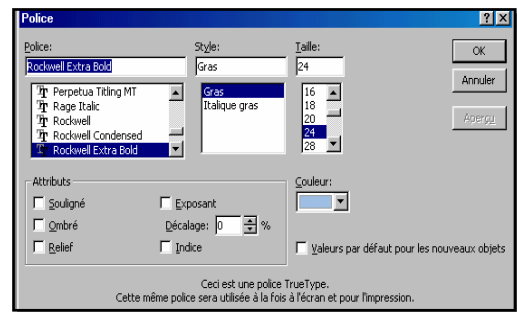 Police
Police: Style: Taille:
Rockwell Extra Bold Gras 24 OK
Perpetua Titling MT Gras 16 Annuler
Rage Italic Italique gras 18
Rockwell 20 Aperçu
Rockwell Condensed 24
Rockwell Extra Bold 28
Attributs Couleur:
Souligné Exposant
Ombré Décalage: 0 %
Relief Indice Valeurs par défaut pour les nouveaux objets
Ceci est une police TrueType.
Cette même police sera utilisée à la fois à l'écran et pour l'impression.